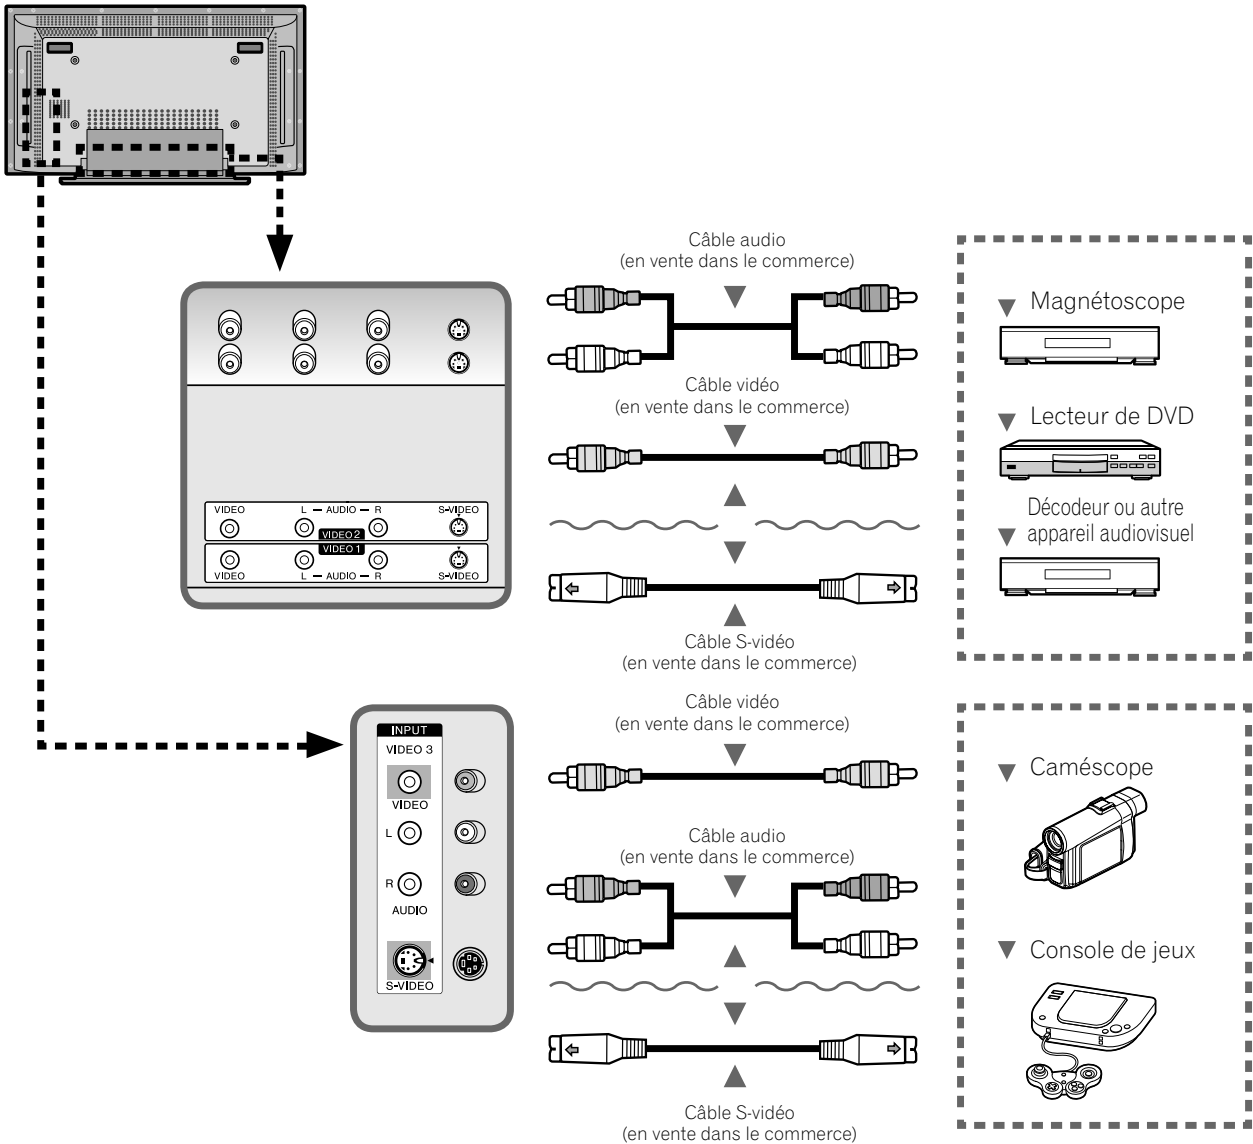 Câble audio
(en vente dans le commerce)
Câble vidéo
(en vente dans le commerce)
Magnétoscope
Lecteur de DVD
Décodeur ou autre
appareil audiovisuel
VIDEO L – AUDIO – R S-VIDEO
VIDEO 2
VIDEO 1
VIDEO L – AUDIO – R S-VIDEO
Câble S-vidéo
(en vente dans le commerce)
Câble vidéo
(en vente dans le commerce)
INPUT
VIDEO 3
VIDEO
L
R
AUDIO
S-VIDEO
Câble audio
(en vente dans le commerce)
Caméscope
Console de jeux
Câble S-vidéo
(en vente dans le commerce)